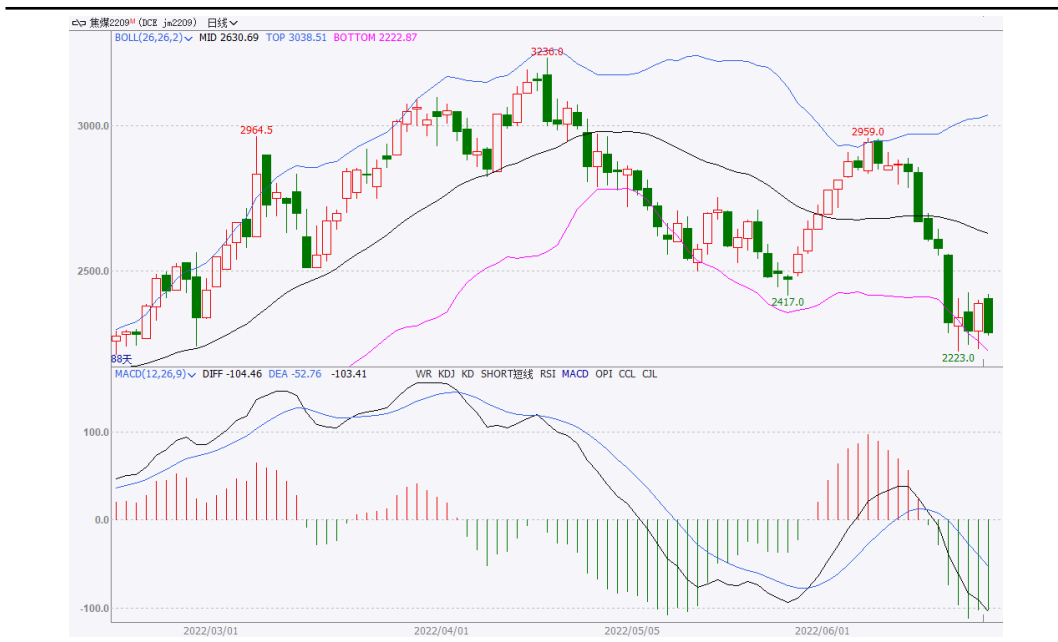 焦煤2209M (DCE jm2209) 日线
BOLL(26,26,2) MID 2630.69 TOP 3038.51 BOTTOM 2222.87
3236.0
3000.0
2964.5
2959.0
2500.0
2417.0
88天
2223.0
MACD(12,26,9) DIFF -104.46 DEA -52.76 -103.41 WR KDJ KD SHORT短线 RSI MACD OPI CCL CJL
100.0
0.0
-100.0
2022/03/01 2022/04/01 2022/05/05 2022/06/01